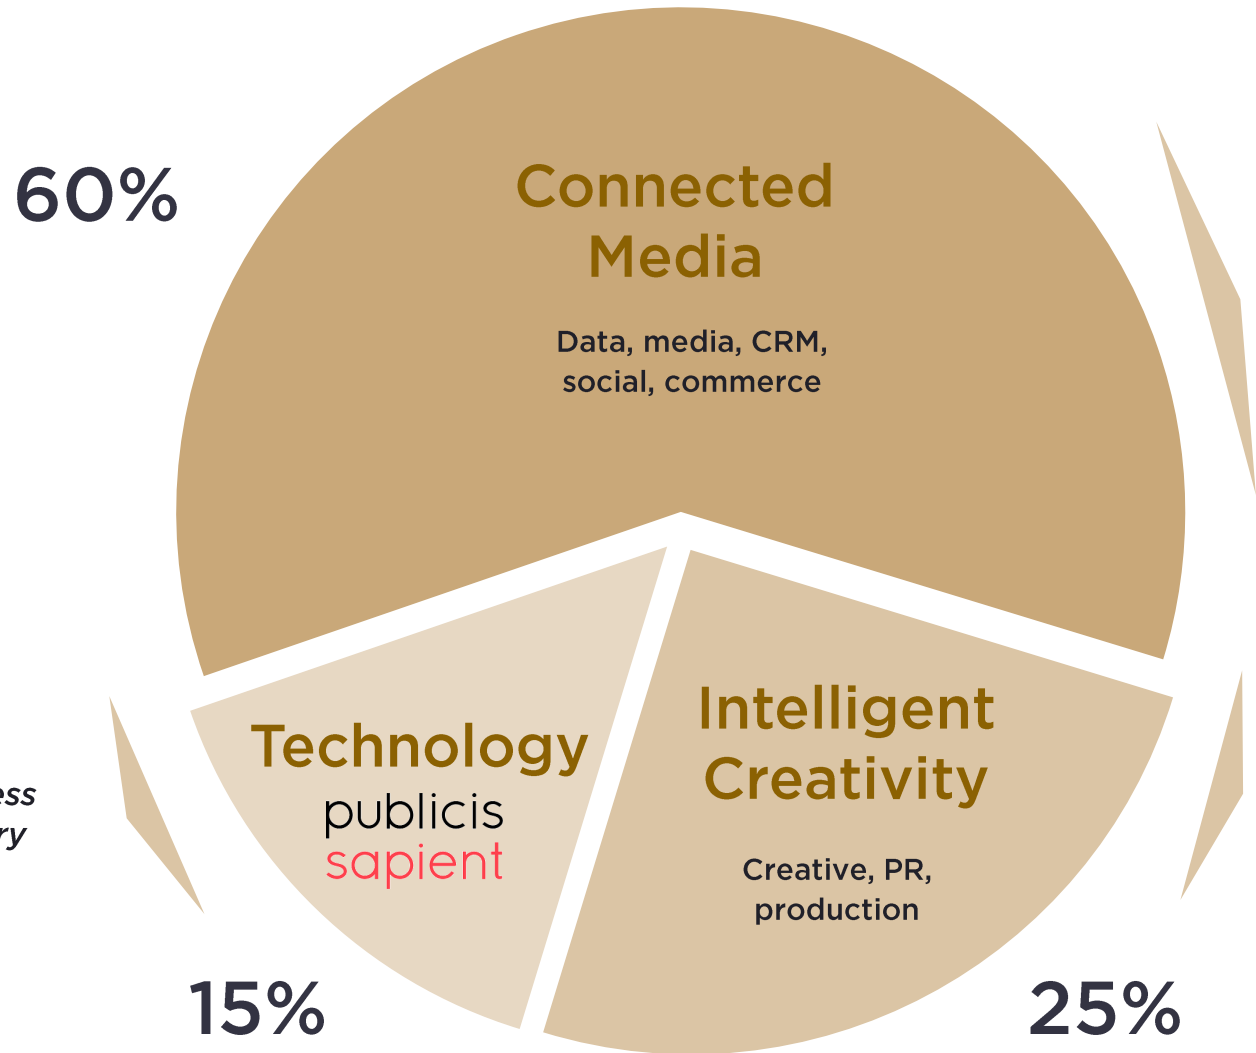 60%
Connected
Media
Data, media, CRM,
social, commerce
Technology
publicis
sapient
15%
Intelligent
Creativity
Creative, PR,
production
25%